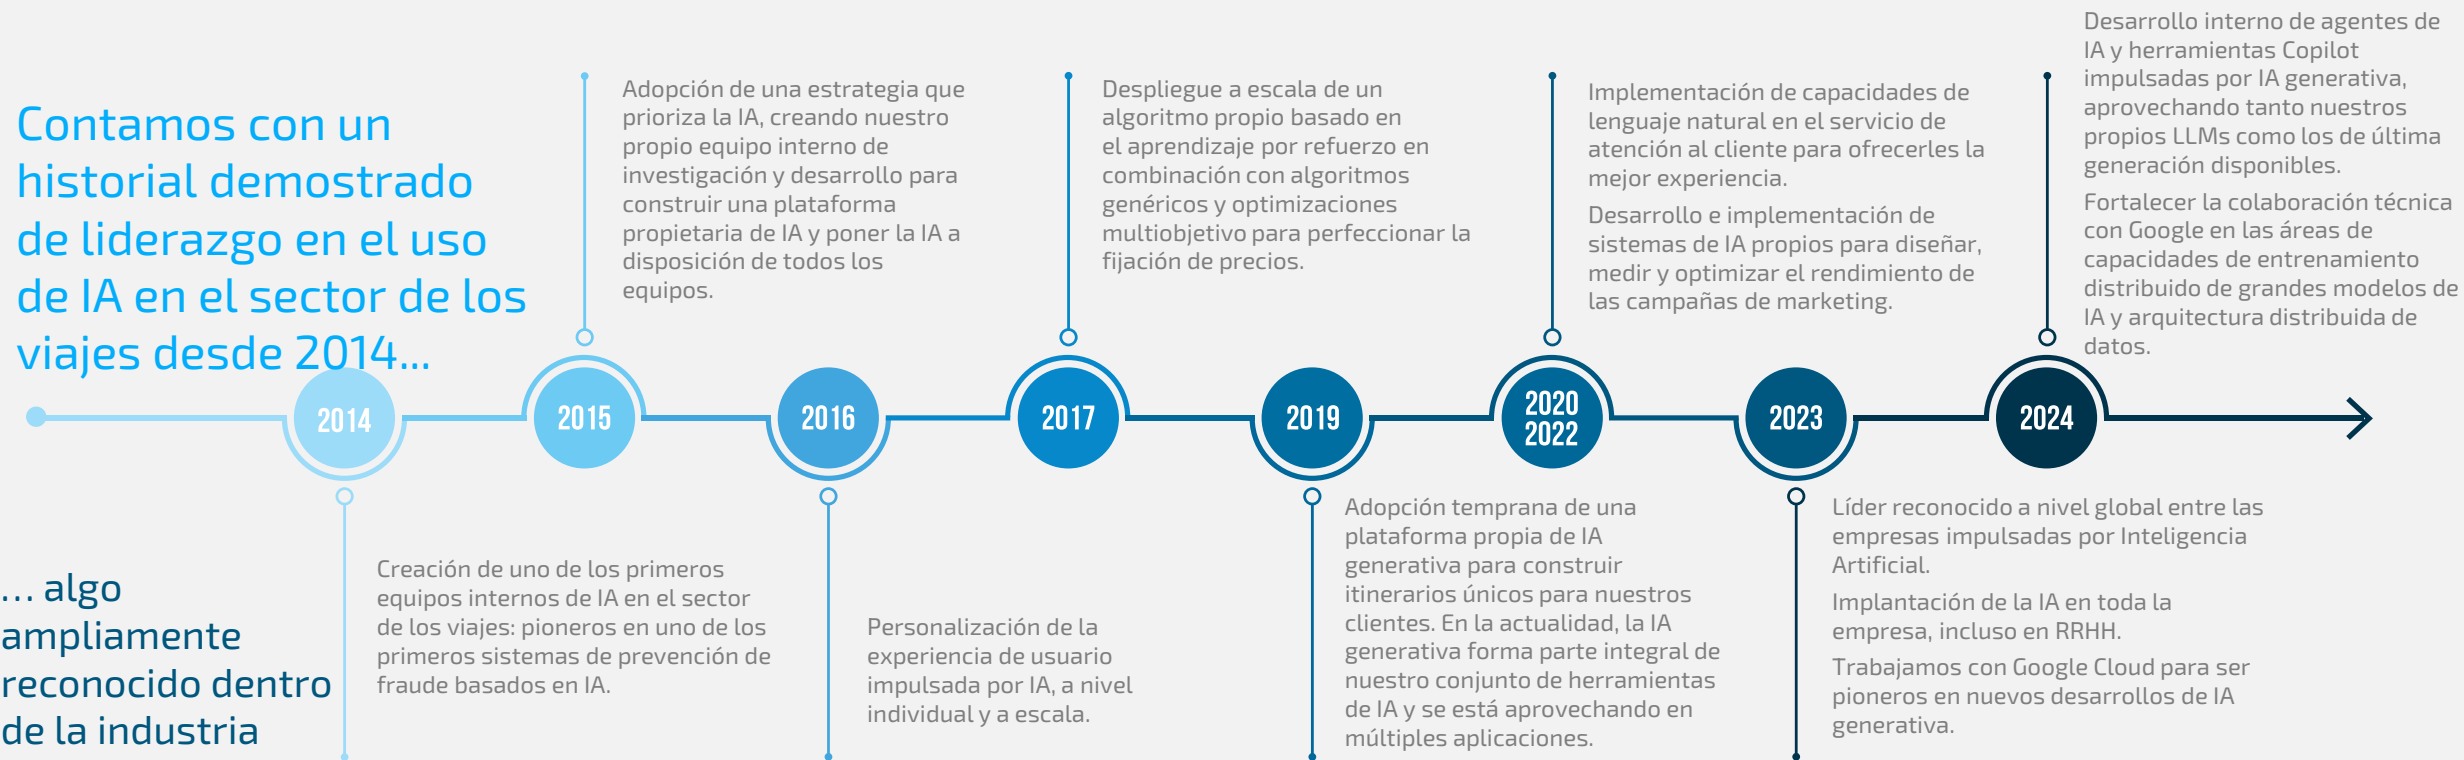 Contamos con un
historial demostrado
de liderazgo en el uso
de IA en el sector de los
viajes desde 2014...
… algo
ampliamente
reconocido dentro
de la industria
2014
Creación de uno de los primeros
equipos internos de IA en el sector
de los viajes: pioneros en uno de los
primeros sistemas de prevención de
fraude basados en IA.
2015
Adopción de una estrategia que
prioriza la IA, creando nuestro
propio equipo interno de
investigación y desarrollo para
construir una plataforma
propietaria de IA y poner la IA a
disposición de todos los
equipos.
2016
Personalización de la
experiencia de usuario
impulsada por IA, a nivel
individual y a escala.
2017
Despliegue a escala de un
algoritmo propio basado en
el aprendizaje por refuerzo en
combinación con algoritmos
genéricos y optimizaciones
multiobjetivo para perfeccionar la
fijación de precios.
2019
Adopción temprana de una
plataforma propia de IA
generativa para construir
itinerarios únicos para nuestros
clientes. En la actualidad, la IA
generativa forma parte integral de
nuestro conjunto de herramientas
de IA y se está aprovechando en
múltiples aplicaciones.
2020
2022
Implementación de capacidades de
lenguaje natural en el servicio de
atención al cliente para ofrecerles la
mejor experiencia.
Desarrollo e implementación de
sistemas de IA propios para diseñar,
medir y optimizar el rendimiento de
las campañas de marketing.
2023
Líder reconocido a nivel global entre las
empresas impulsadas por Inteligencia
Artificial.
Implantación de la IA en toda la
empresa, incluso en RRHH.
Trabajamos con Google Cloud para ser
pioneros en nuevos desarrollos de IA
generativa.
2024
Desarrollo interno de agentes de
IA y herramientas Copilot
impulsadas por IA generativa,
aprovechando tanto nuestros
propios LLMs como los de última
generación disponibles.
Fortalecer la colaboración técnica
con Google en las áreas de
capacidades de entrenamiento
distribuido de grandes modelos de
IA y arquitectura distribuida de
datos.